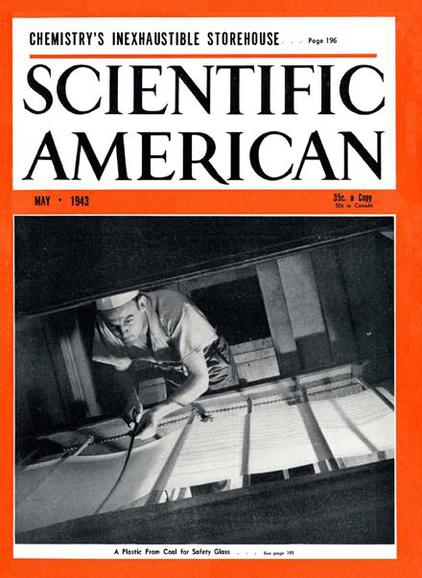 CHEMISTRY'S INEXHAUSTIBLE STOREHOUSE . . . Page 196
SCIENTIFIC
AMERICAN
MAY • 1943
35c. a Copy
50c in Canada
A Plastic From Coal for Safety Glass . . . . See page 195